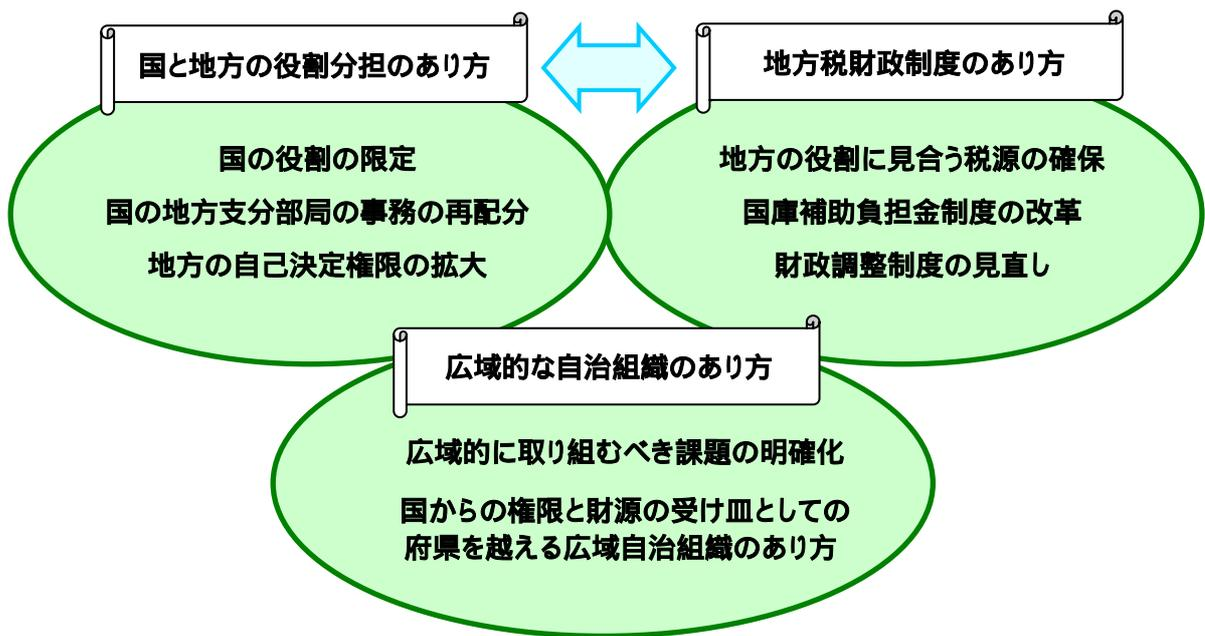 国と地方の役割分担のあり方
国の役割の限定
国の地方支分部局の事務の再配分
地方の自己決定権限の拡大
地方税財政制度のあり方
地方の役割に見合う税源の確保
国庫補助負担金制度の改革
財政調整制度の見直し
広域的な自治組織のあり方
広域的に取り組むべき課題の明確化
国からの権限と財源の受け皿としての
府県を越える広域自治組織のあり方